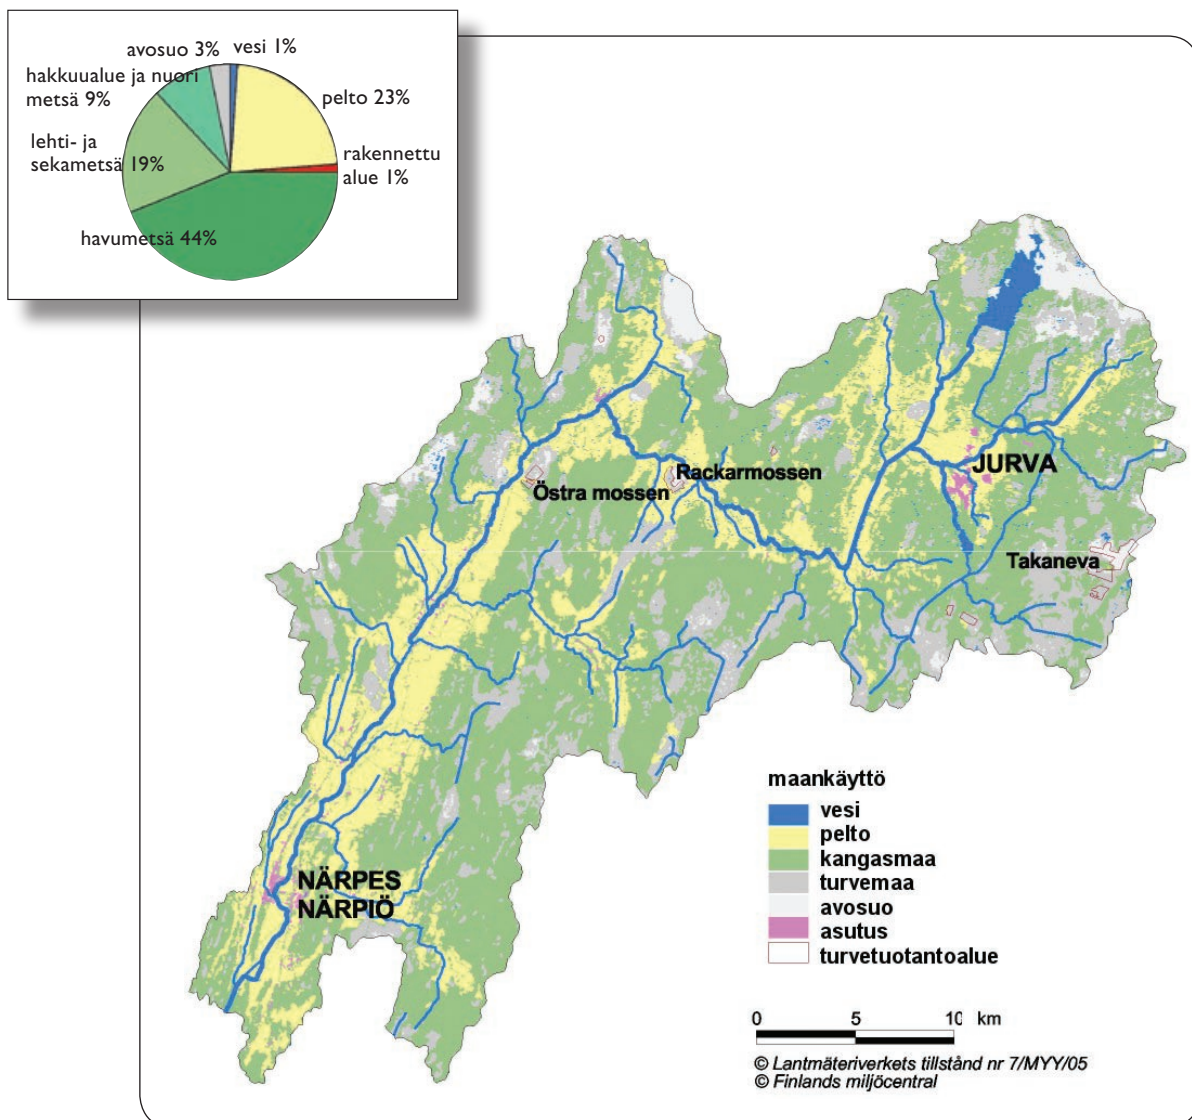 avosuo 3%
vesi 1%
hakkuualue ja nuori
metsä 9%
pelto 23%
lehti- ja
sekametsä 19%
rakennettu
alue 1%
havumetsä 44%
Rackarmossen
Östra mossen
JURVA
Takaneva
NÄRPES
NÄRPIÖ
maankäyttö
vesi
pelto
kangasmaa
turvemaa
avosuo
asutus
turvetuotantoalue
0 5 10 km
© Lantmäteriverkets tillstånd nr 7/MYY/05
© Finlands miljöcentral